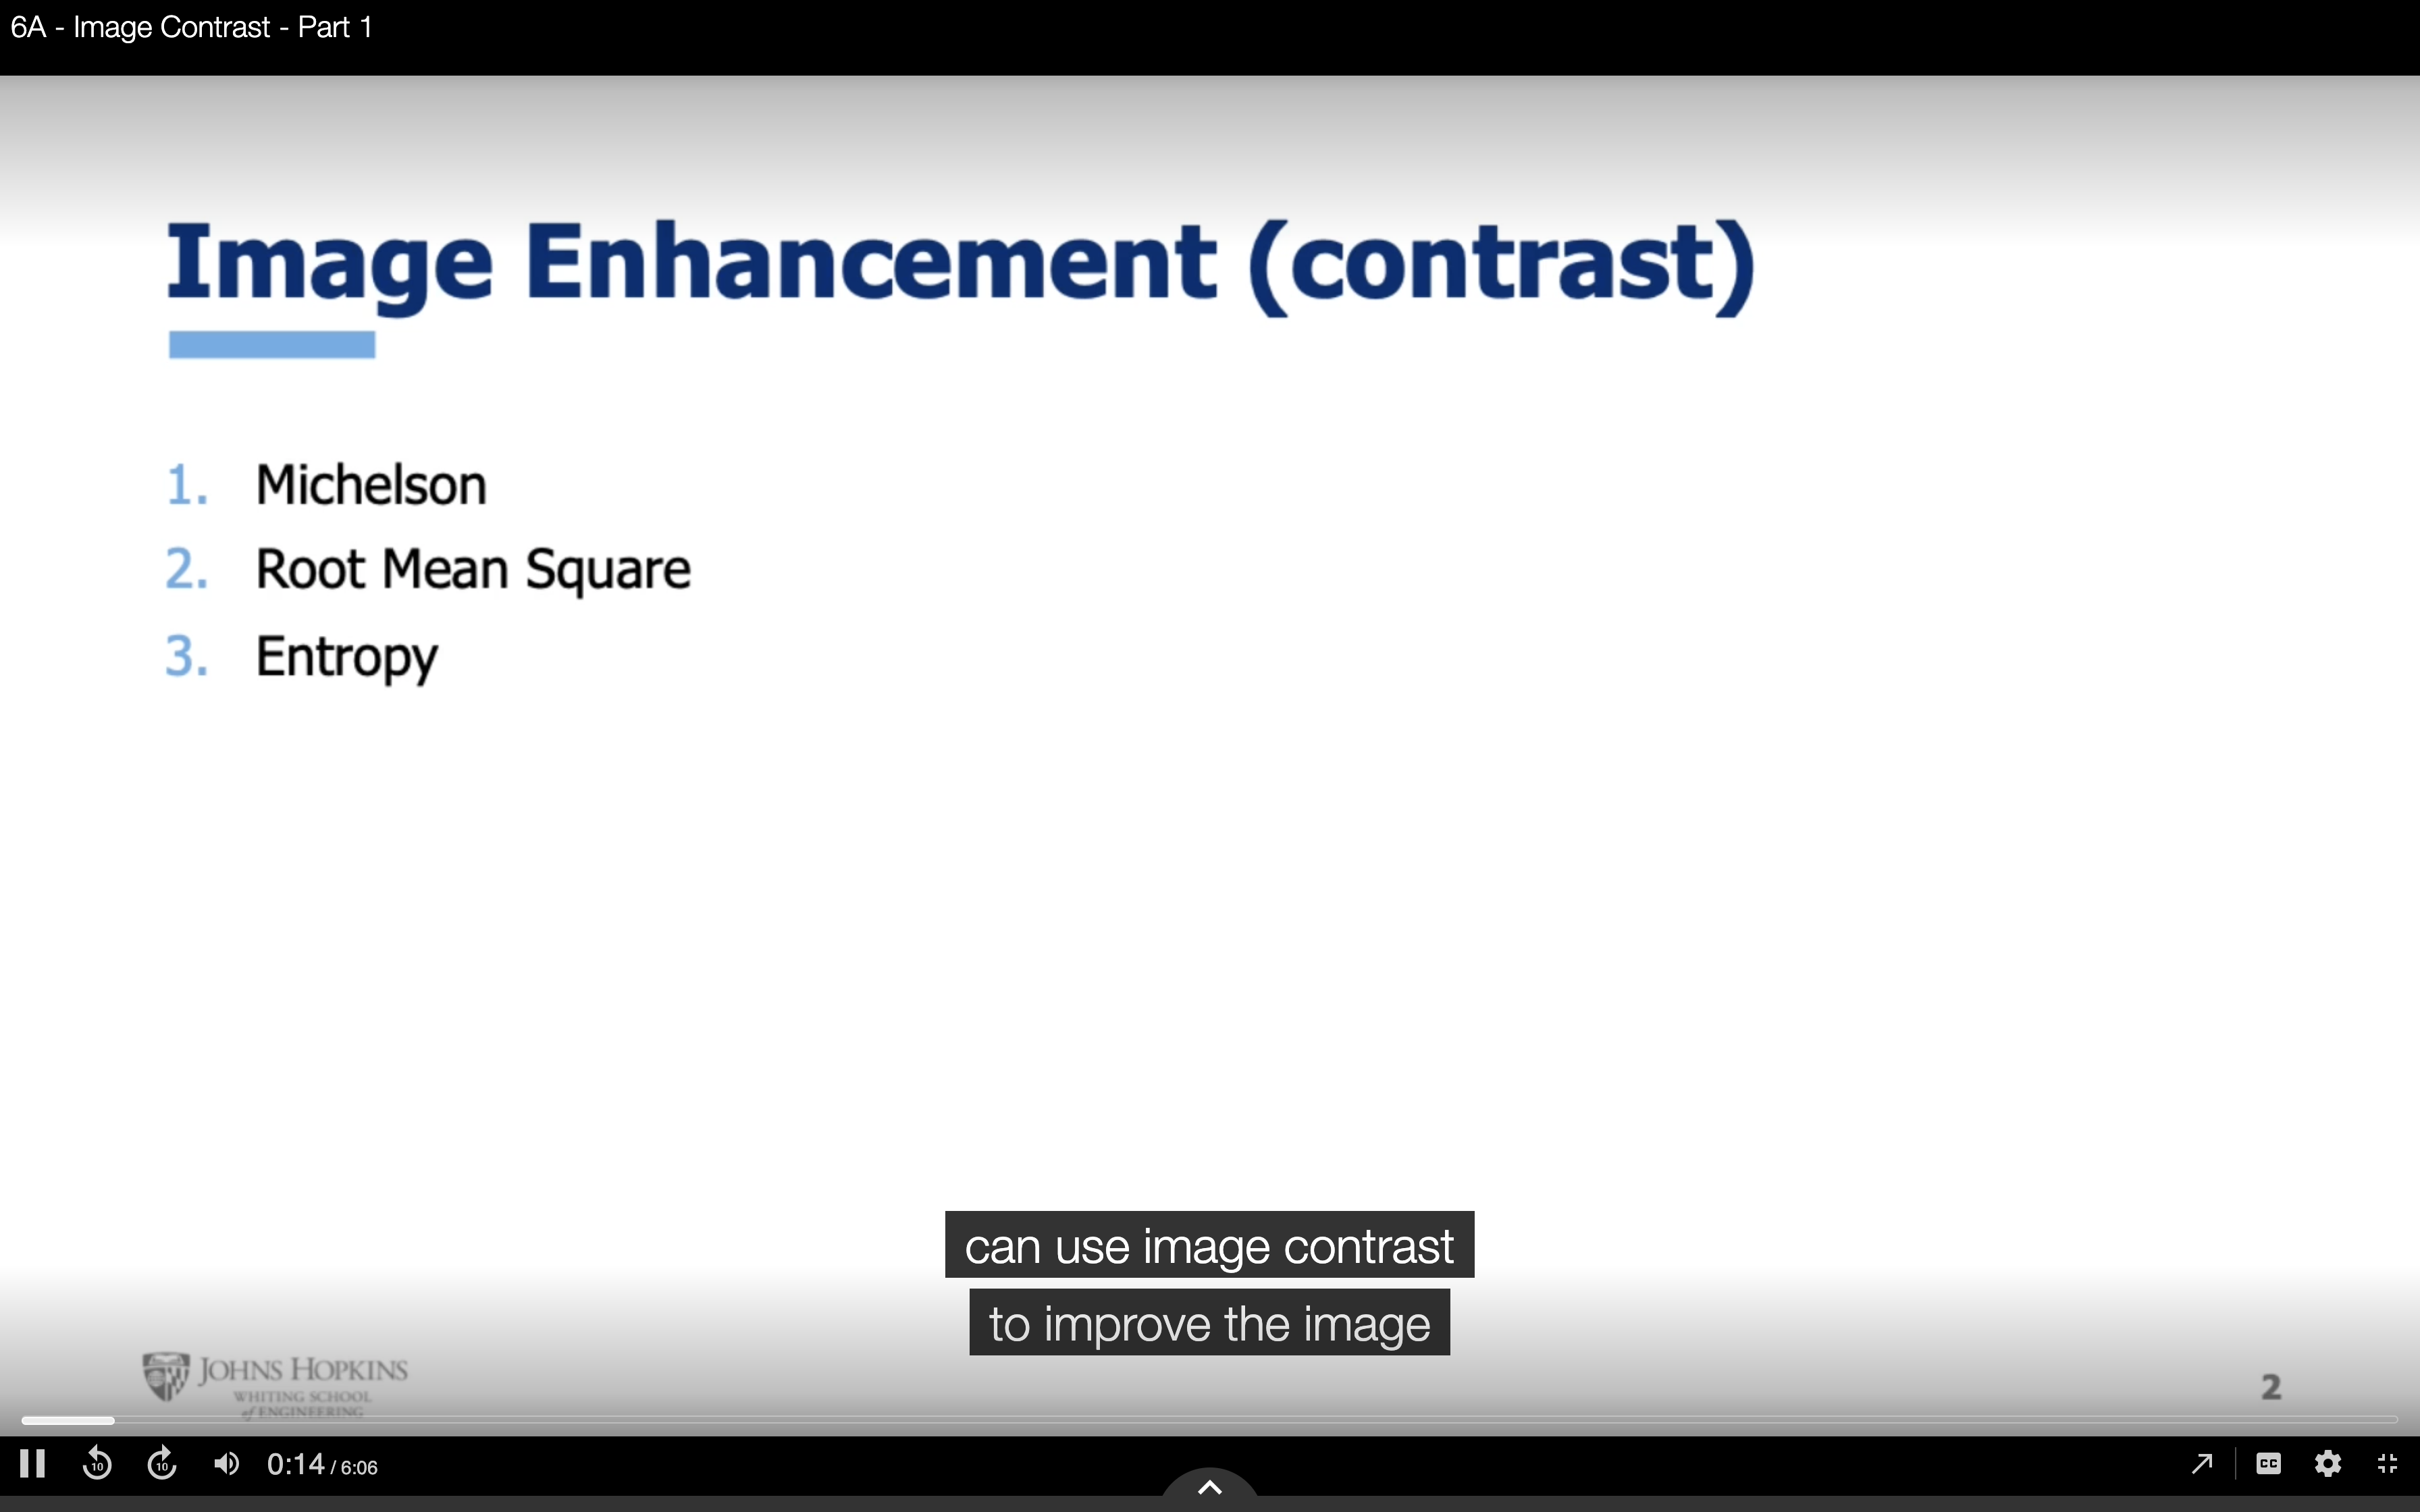 6A - Image Contrast - Part 1
Image Enhancement (contrast)
1. Michelson
2. Root Mean Square
3. Entropy
can use image contrast
to improve the image
JOHNS HOPKINS
WHITING SCHOOL
of ENGINEERING
2
10 10 0:14 / 6:06 CC